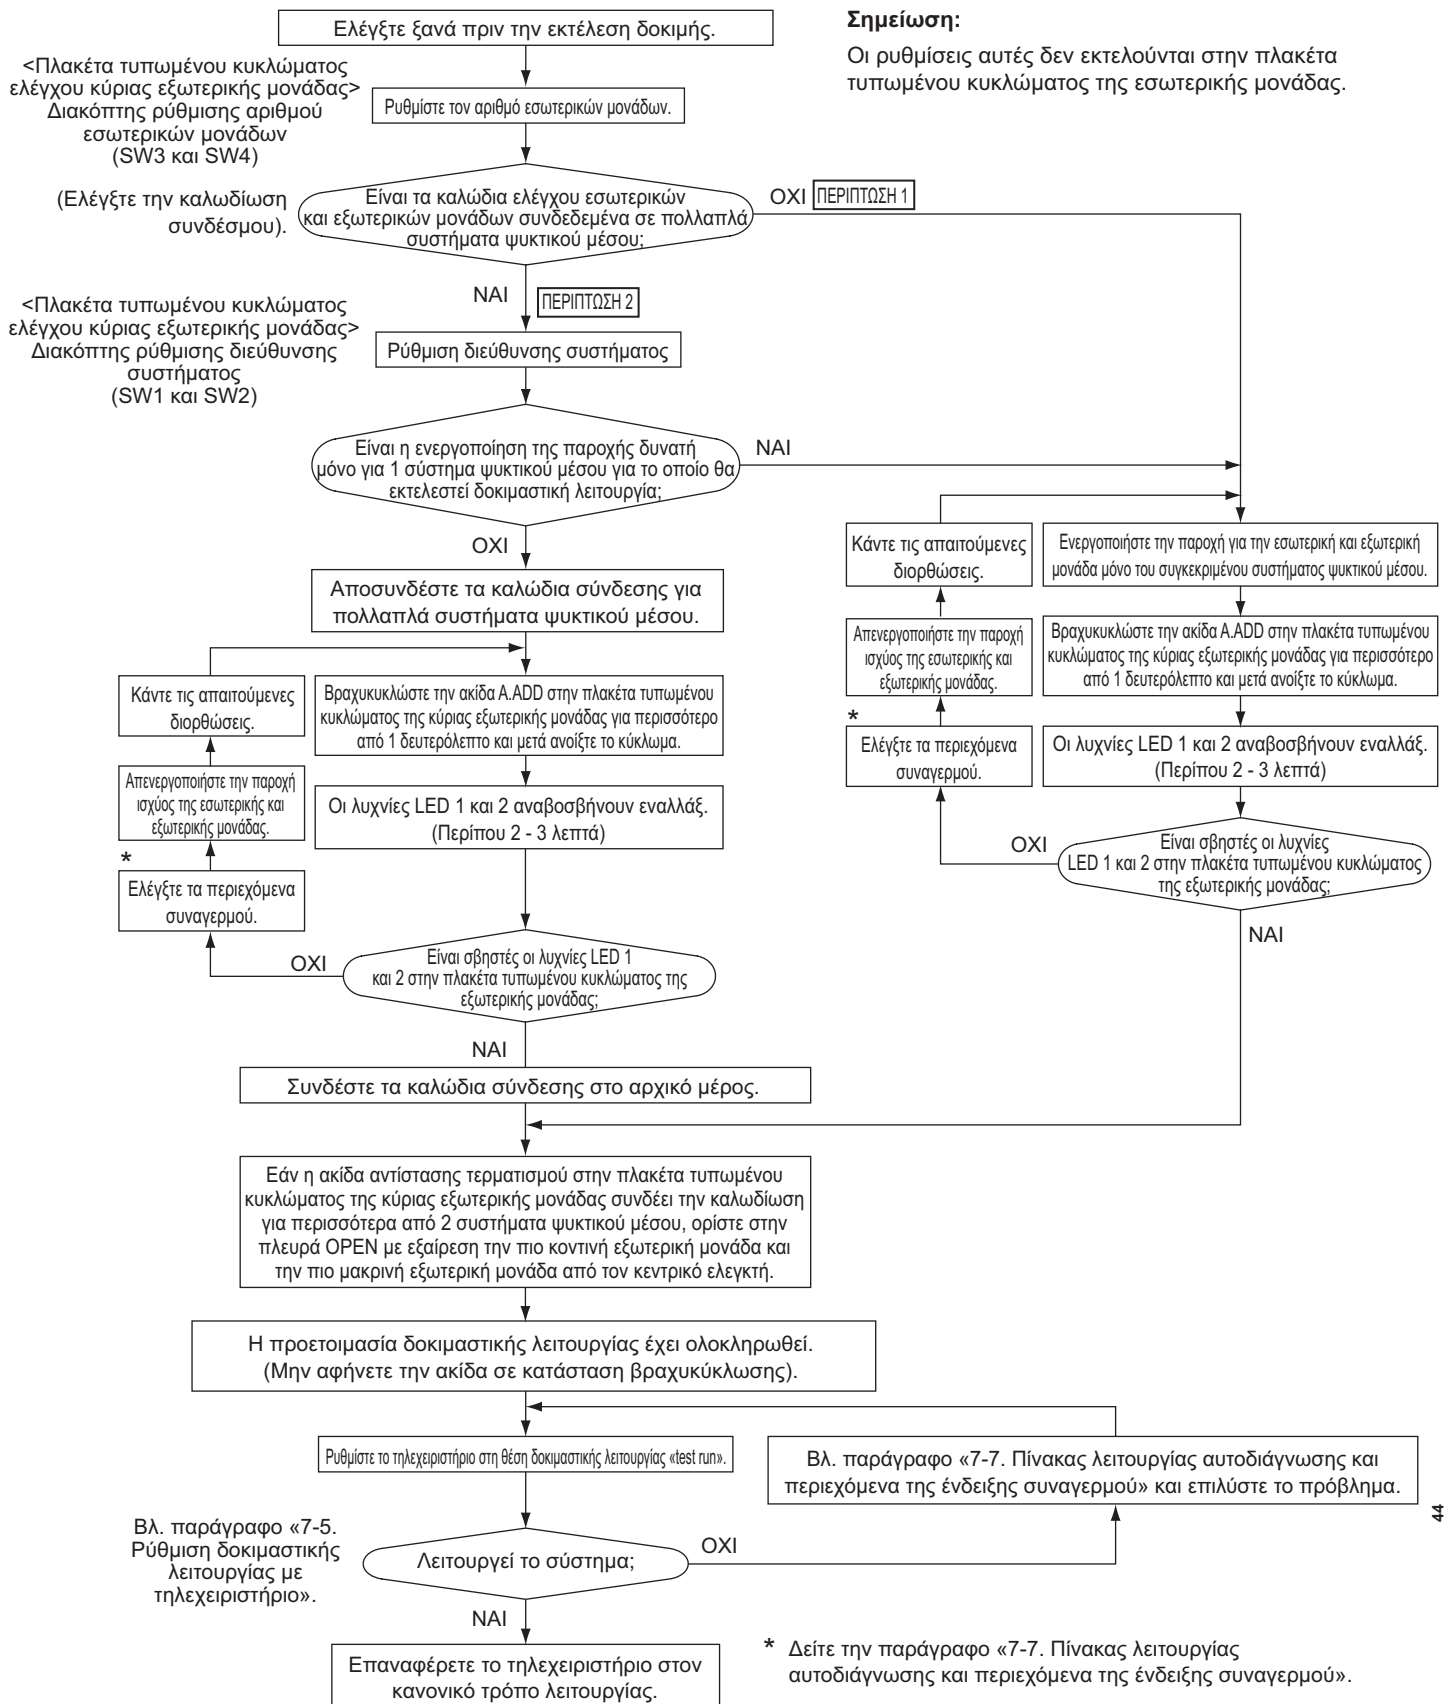 Ελέγξτε ξανά πριν την εκτέλεση δοκιμής.
Σημείωση:
Οι ρυθμίσεις αυτές δεν εκτελούνται στην πλακέτα
τυπωμένου κυκλώματος της εσωτερικής μονάδας.
<Πλακέτα τυπωμένου κυκλώματος
ελέγχου κύριας εξωτερικής μονάδας>
Διακόπτης ρύθμισης αριθμού
εσωτερικών μονάδων
(SW3 και SW4)
Ρυθμίστε τον αριθμό εσωτερικών μονάδων.
(Ελέγξτε την καλωδίωση
συνδέσμου).
Είναι τα καλώδια ελέγχου εσωτερικών
και εξωτερικών μονάδων συνδεδεμένα σε πολλαπλά
συστήματα ψυκτικού μέσου;
ΟΧΙ ΠΕΡΙΠΤΩΣΗ 1
ΝΑΙ ΠΕΡΙΠΤΩΣΗ 2
<Πλακέτα τυπωμένου κυκλώματος
ελέγχου κύριας εξωτερικής μονάδας>
Διακόπτης ρύθμισης διεύθυνσης
συστήματος
(SW1 και SW2)
Ρύθμιση διεύθυνσης συστήματος
Είναι η ενεργοποίηση της παροχής δυνατή
μόνο για 1 σύστημα ψυκτικού μέσου για το οποίο θα
εκτελεστεί δοκιμαστική λειτουργία;
ΝΑΙ
ΟΧΙ
Αποσυνδέστε τα καλώδια σύνδεσης για
πολλαπλά συστήματα ψυκτικού μέσου.
Κάντε τις απαιτούμενες
διορθώσεις.
Βραχυκυκλώστε την ακίδα A.ADD στην πλακέτα τυπωμένου
κυκλώματος της κύριας εξωτερικής μονάδας για περισσότερο
από 1 δευτερόλεπτο και μετά ανοίξτε το κύκλωμα.
Απενεργοποιήστε την παροχή
ισχύος της εσωτερικής και
εξωτερικής μονάδας.
Οι λυχνίες LED 1 και 2 αναβοσβήνουν εναλλάξ.
(Περίπου 2 - 3 λεπτά)
*
Ελέγξτε τα περιεχόμενα
συναγερμού.
ΟΧΙ
Είναι σβηστές οι λυχνίες LED 1
και 2 στην πλακέτα τυπωμένου κυκλώματος της
εξωτερικής μονάδας;
ΝΑΙ
Κάντε τις απαιτούμενες
διορθώσεις.
Ενεργοποιήστε την παροχή για την εσωτερική και εξωτερική
μονάδα μόνο του συγκεκριμένου συστήματος ψυκτικού μέσου.
Απενεργοποιήστε την παροχή
ισχύος της εσωτερικής και
εξωτερικής μονάδας.
Βραχυκυκλώστε την ακίδα A.ADD στην πλακέτα τυπωμένου
κυκλώματος της κύριας εξωτερικής μονάδας για περισσότερο
από 1 δευτερόλεπτο και μετά ανοίξτε το κύκλωμα.
*
Ελέγξτε τα περιεχόμενα
συναγερμού.
Οι λυχνίες LED 1 και 2 αναβοσβήνουν εναλλάξ.
(Περίπου 2 - 3 λεπτά)
ΟΧΙ
Είναι σβηστές οι λυχνίες
LED 1 και 2 στην πλακέτα τυπωμένου κυκλώματος
της εξωτερικής μονάδας;
ΝΑΙ
Συνδέστε τα καλώδια σύνδεσης στο αρχικό μέρος.
Εάν η ακίδα αντίστασης τερματισμού στην πλακέτα τυπωμένου
κυκλώματος της κύριας εξωτερικής μονάδας συνδέει την καλωδίωση
για περισσότερα από 2 συστήματα ψυκτικού μέσου, ορίστε στην
πλευρά OPEN με εξαίρεση την πιο κοντινή εξωτερική μονάδα και
την πιο μακρινή εξωτερική μονάδα από τον κεντρικό ελεγκτή.
Η προετοιμασία δοκιμαστικής λειτουργίας έχει ολοκληρωθεί.
(Μην αφήνετε την ακίδα σε κατάσταση βραχυκύκλωσης).
Ρυθμίστε το τηλεχειριστήριο στη θέση δοκιμαστική λειτουργίας «test run».
Βλ. παράγραφο «7-7. Πίνακας λειτουργίας αυτοδιάγνωσης και
περιεχόμενα της ένδειξης συναγερμού» και επιλύστε το πρόβλημα.
Βλ. παράγραφο «7-5.
Ρύθμιση δοκιμαστικής
λειτουργίας με
τηλεχειριστήριο».
Λειτουργεί το σύστημα;
ΟΧΙ
ΝΑΙ
Επαναφέρετε το τηλεχειριστήριο στον
κανονικό τρόπο λειτουργίας.
* Δείτε την παράγραφο «7-7. Πίνακας λειτουργίας
αυτοδιάγνωσης και περιεχόμενα της ένδειξης συναγερμού».
44